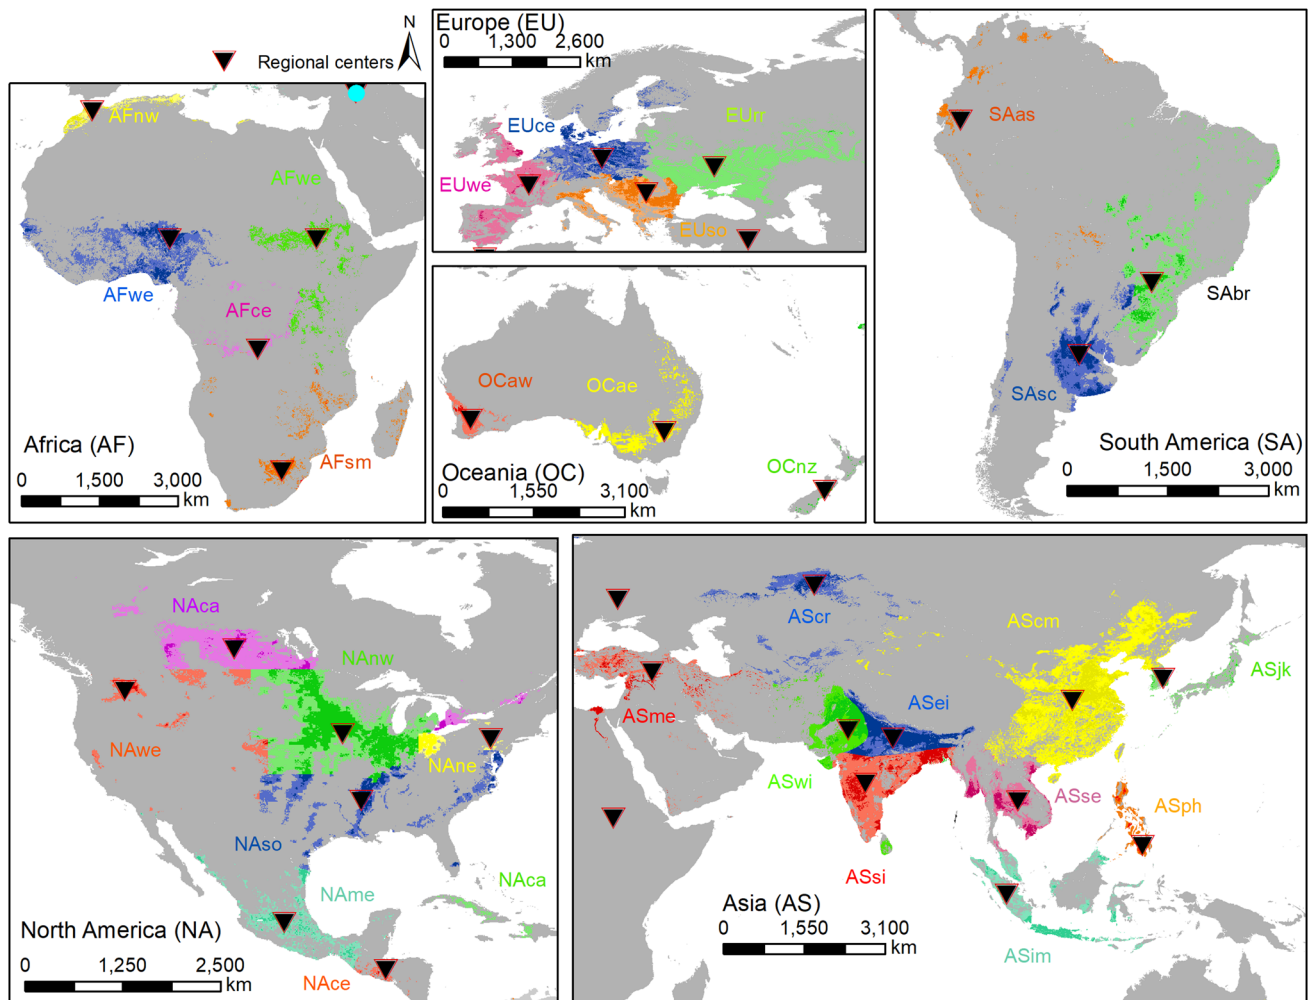 N
Regional centers
AFnw
AFwe
AFwe
AFce
AFsm
Africa (AF)
0 1,500 3,000
km
Europe (EU)
0 1,300 2,600
km
EUce
EUrr
EUwe
EUso
OCaw
OCae
OCnz
Oceania (OC)
0 1,550 3,100
km
SAas
SAbr
SAsc
South America (SA)
0 1,500 3,000
km
NAca
NAnw
NAwe
NAne
NAso
NAme
NAca
NAce
North America (NA)
0 1,250 2,500
km
AScr
AScm
ASjk
ASme
ASei
ASwi
ASse
ASph
ASsi
ASim
Asia (AS)
0 1,550 3,100
km